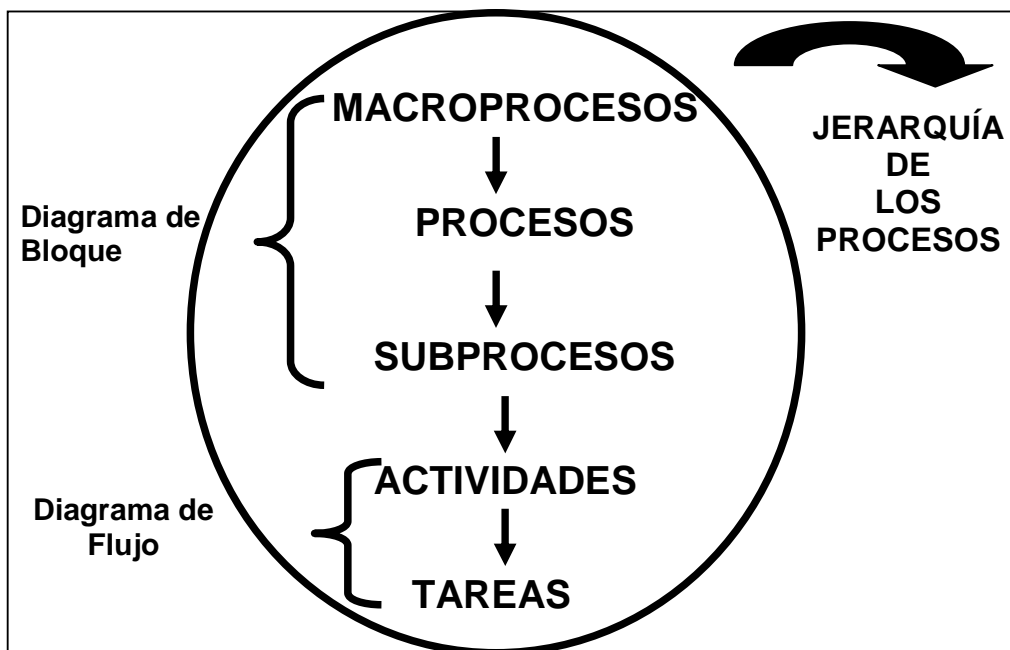 MACROPROCESOS
PROCESOS
SUBPROCESOS
ACTIVIDADES
TAREAS
Diagrama de
Bloque
Diagrama de
Flujo
JERARQUÍA
DE
LOS
PROCESOS